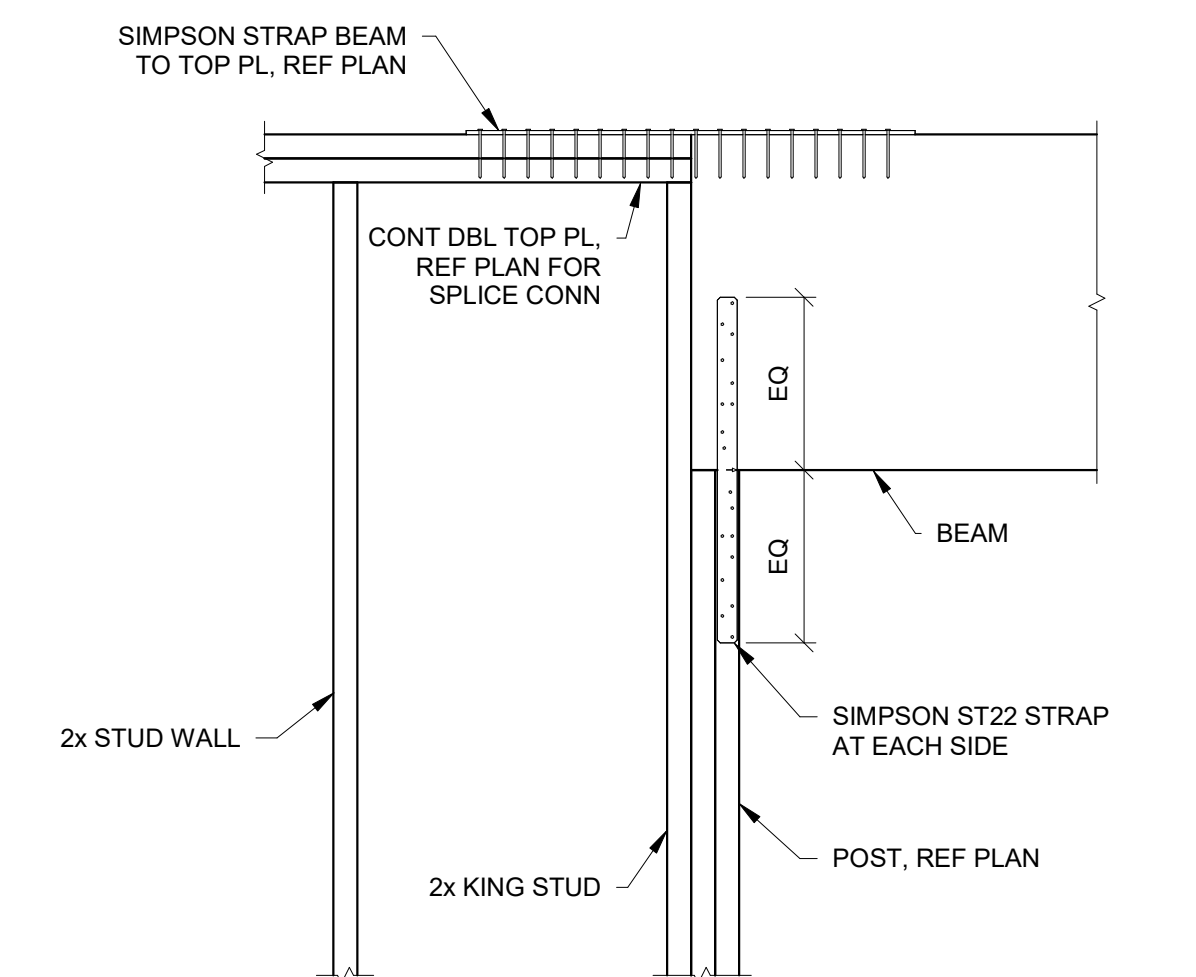 SIMPSON STRAP BEAM
TO TOP PL, REF PLAN
CONT DBL TOP PL,
REF PLAN FOR
SPLICE CONN
EQ
EQ
BEAM
2x STUD WALL
SIMPSON ST22 STRAP
AT EACH SIDE
POST, REF PLAN
2x KING STUD